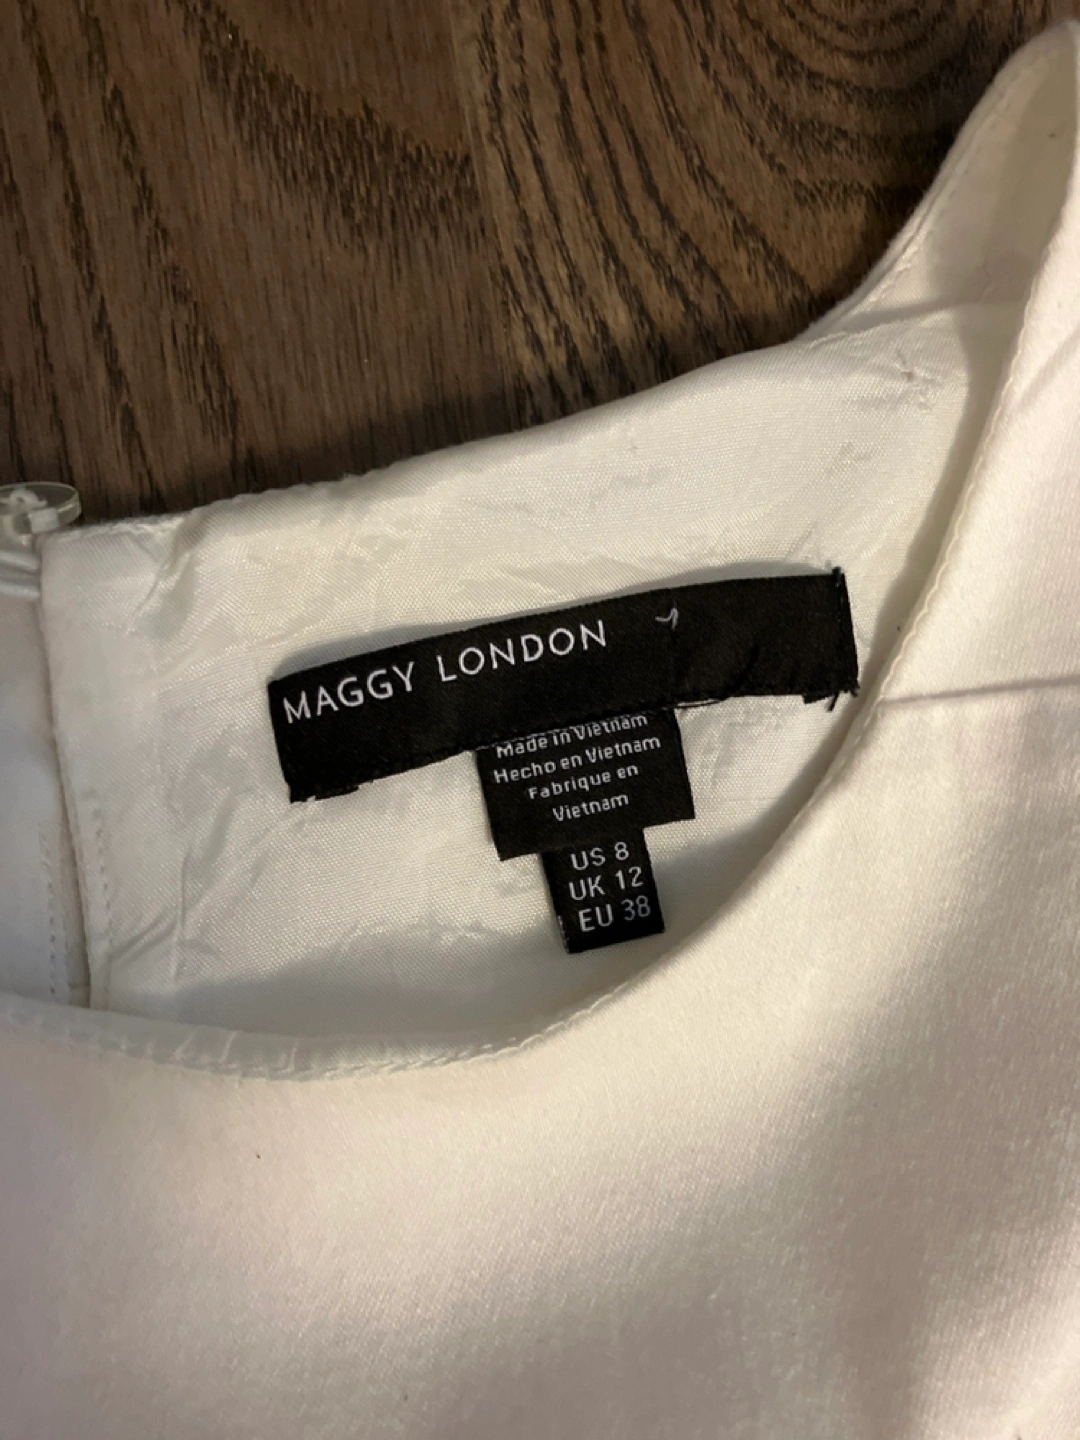 MAGGY LONDON
Made in Vietnam
Hecho en Vietnam
Fabrique en
Vietnam
US 8
UK 12
EU 38